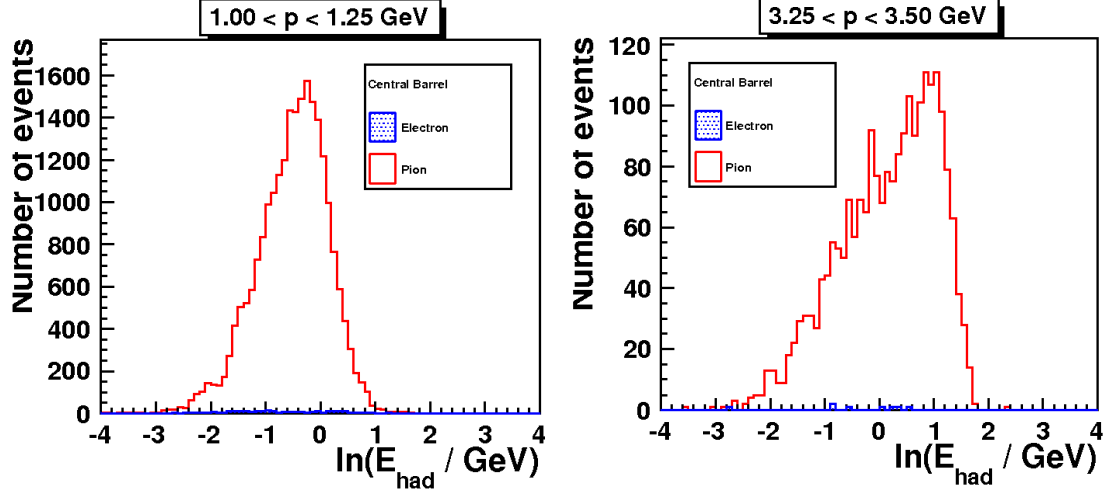 1.00 < p < 1.25 GeV
Number of events
1600
1400
1200
1000
800
600
400
200
0
Central Barrel
Electron
Pion
-4 -3 -2 -1 0 1 2 3 4
ln(E_had / GeV)
3.25 < p < 3.50 GeV
Number of events
120
100
80
60
40
20
0
Central Barrel
Electron
Pion
-4 -3 -2 -1 0 1 2 3 4
ln(E_had / GeV)